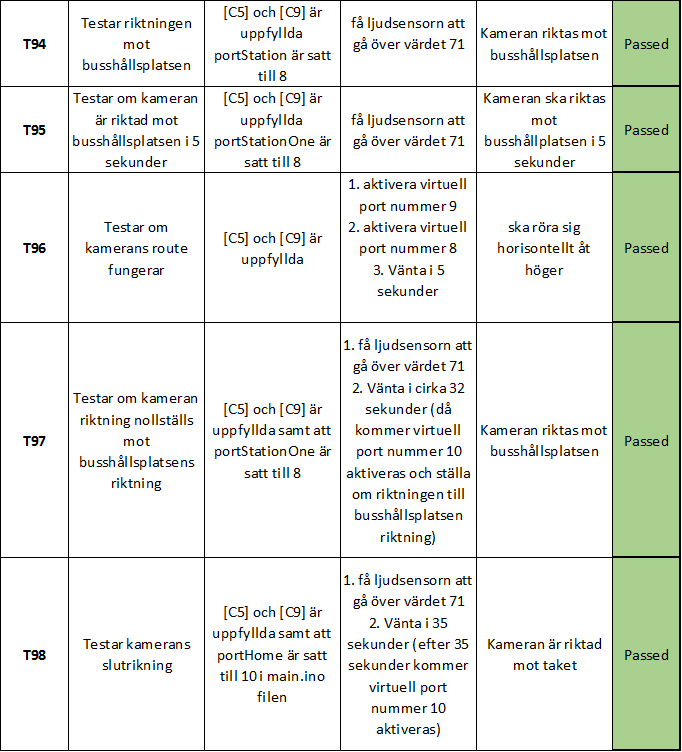 T94
Testar riktningen
mot
busshållsplatsen
[C5] och [C9] är
uppfyllda
portStation är satt
till 8
få ljudsensorn att
gå över värdet 71
Kameran riktas mot
busshållsplatsen
Passed
T95
Testar om kameran
är riktad mot
busshållsplatsen i 5
sekunder
[C5] och [C9] är
uppfyllda
portStationOne är
satt till 8
få ljudsensorn att
gå över värdet 71
Kameran ska riktas
mot
busshållplatsen i 5
sekunder
Passed
T96
Testar om
kamerans route
fungerar
[C5] och [C9] är
uppfyllda
1. aktivera virtuell
port nummer 9
2. aktivera virtuell
port nummer 8
3. Vänta i 5
sekunder
ska röra sig
horisontellt åt
höger
Passed
T97
Testar om kameran
riktning nollställs
mot
busshållsplatsens
riktning
[C5] och [C9] är
uppfyllda samt att
portStationOne är
satt till 8
1. få ljudsensorn att
gå över värdet 71
2. Vänta i cirka 32
sekunder (då
kommer virtuell
port nummer 10
aktiveras och ställa
om riktningen till
busshållsplatsen
riktning)
Kameran riktas mot
busshållsplatsen
Passed
T98
Testar kamerans
slutrikning
[C5] och [C9] är
uppfyllda samt att
portHome är satt
till 10 i main.ino
filen
1. få ljudsensorn att
gå över värdet 71
2. Vänta i 35
sekunder (efter 35
sekunder kommer
virtuell port
nummer 10
aktiveras)
Kameran är riktad
mot taket
Passed